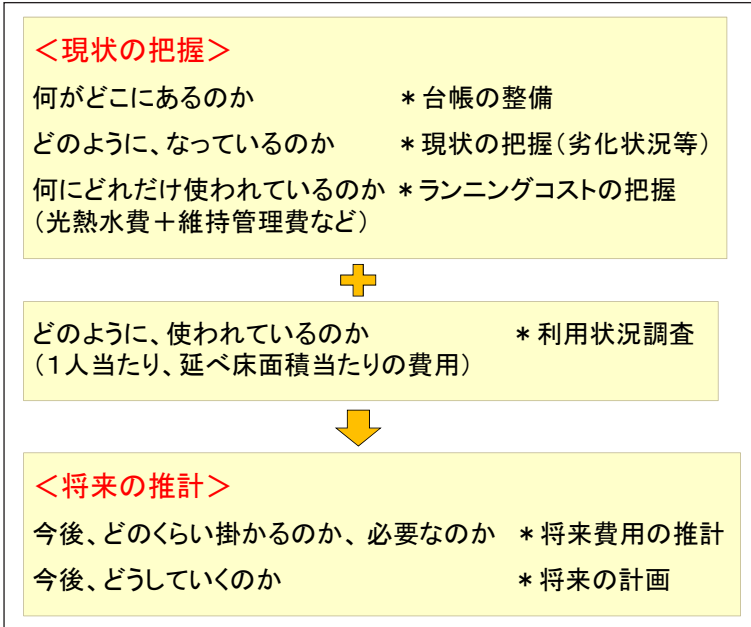 ＜現状の把握＞
何がどこにあるのか ＊台帳の整備
どのように、なっているのか ＊現状の把握（劣化状況等）
何にどれだけ使われているのか ＊ランニングコストの把握
（光熱水費＋維持管理費など）
どのように、使われているのか ＊利用状況調査
（１人当たり、延べ床面積当たりの費用）
＜将来の推計＞
今後、どのくらい掛かるのか、必要なのか ＊将来費用の推計
今後、どうしていくのか ＊将来の計画